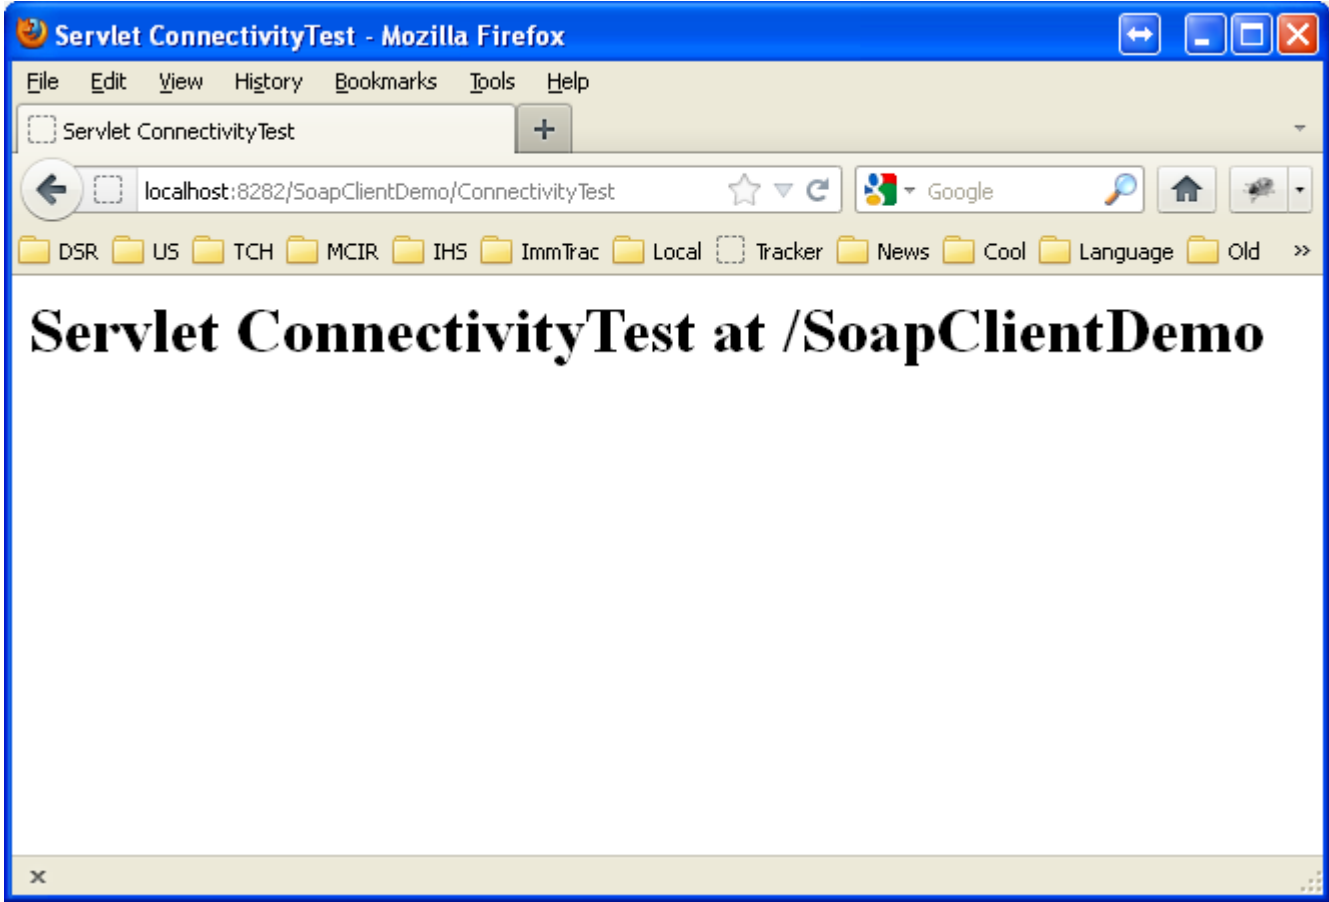 Servlet ConnectivityTest - Mozilla Firefox
File Edit View History Bookmarks Tools Help
Servlet ConnectivityTest
localhost:8282/SoapClientDemo/ConnectivityTest Google
DSR US TCH MCIR IHS ImmTrac Local Tracker News Cool Language Old »
Servlet ConnectivityTest at /SoapClientDemo